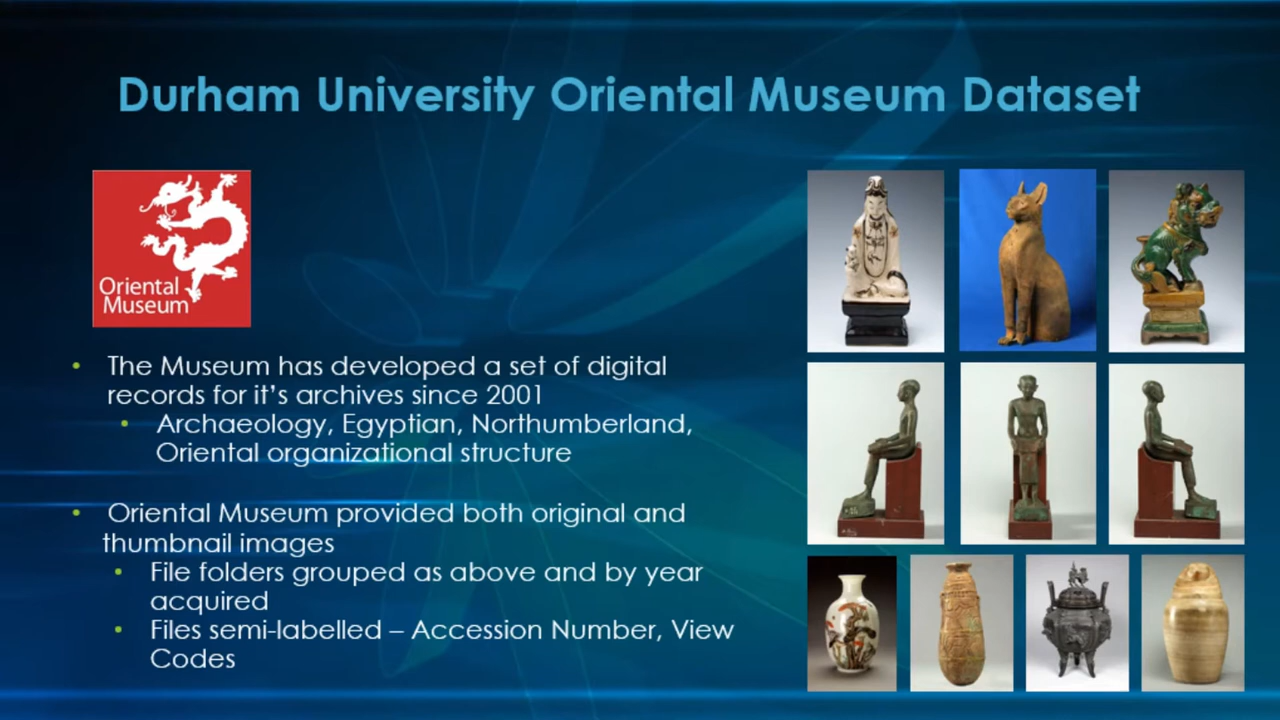 Durham University Oriental Museum Dataset
Oriental
Museum
• The Museum has developed a set of digital
records for it's archives since 2001
• Archaeology, Egyptian, Northumberland,
Oriental organizational structure
• Oriental Museum provided both original and
thumbnail images
• File folders grouped as above and by year
acquired
• Files semi-labelled – Accession Number, View
Codes